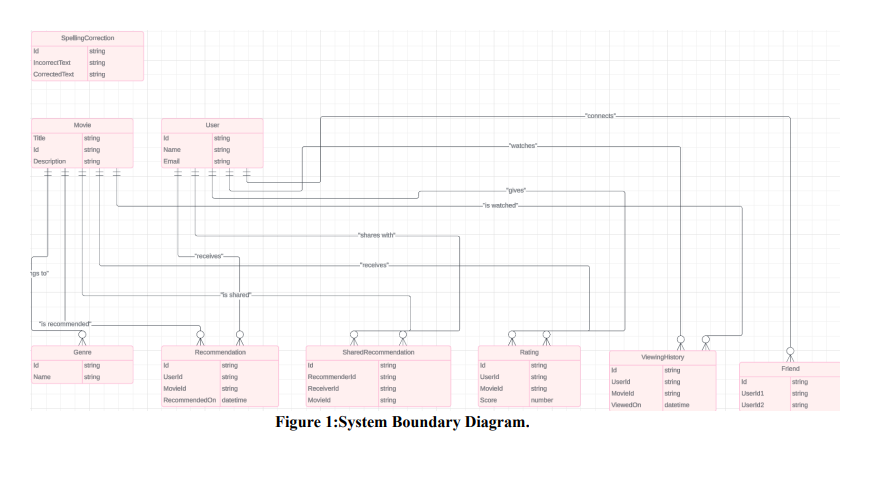 SpellingCorrection
Id string
IncorrectText string
CorrectedText string
"connects"
Movie
Title string
Id string
Description string
User
Id string
Name string
Email string
"watches"
"gives"
"is watched"
"shares with"
"receives"
"receives"
ngs to"
"is shared"
"is recommended"
Genre
Id string
Name string
Recommendation
Id string
UserId string
MovieId string
RecommendedOn datetime
SharedRecommendation
Id string
RecommenderId string
ReceiverId string
MovieId string
Rating
Id string
UserId string
MovieId string
Score number
ViewingHistory
Id string
UserId string
MovieId string
ViewedOn datetime
Friend
Id string
UserId1 string
UserId2 string
Figure 1:System Boundary Diagram.